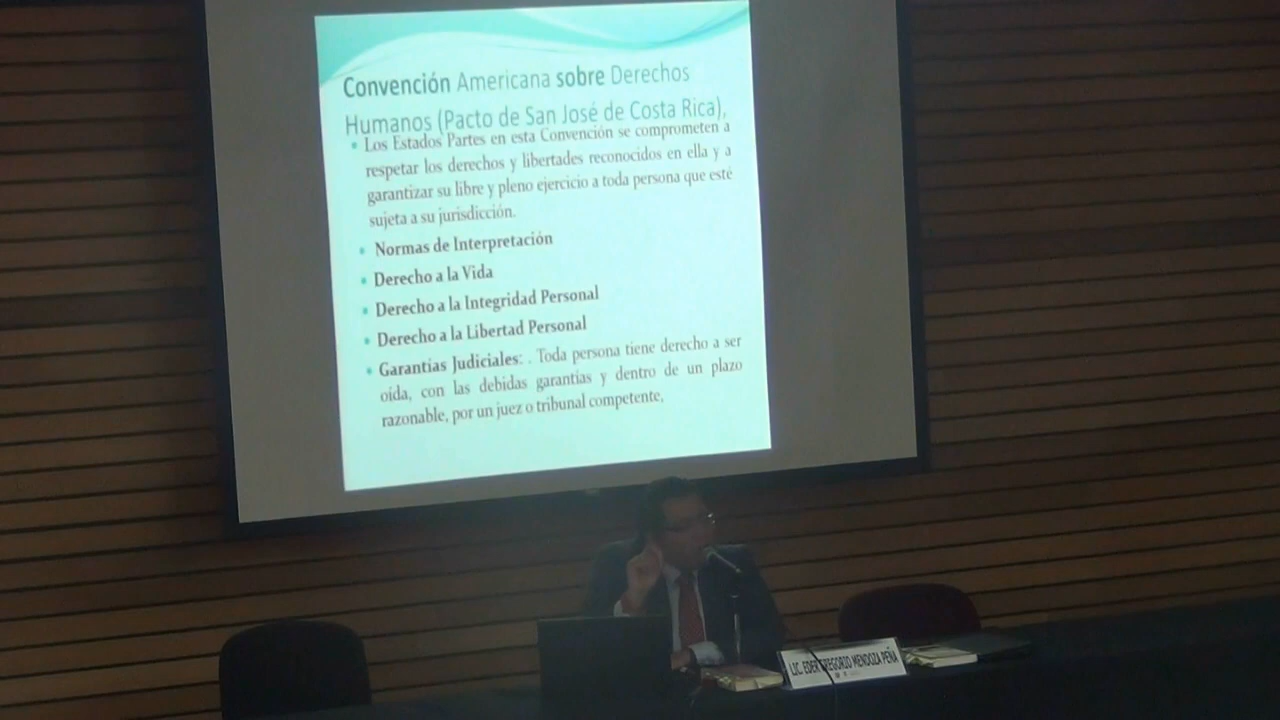 Convención Americana sobre Derechos
Humanos (Pacto de San José de Costa Rica),
• Los Estados Partes en esta Convención se comprometen a
respetar los derechos y libertades reconocidos en ella y a
garantizar su libre y pleno ejercicio a toda persona que esté
sujeta a su jurisdicción.
• Normas de Interpretación
• Derecho a la Vida
• Derecho a la Integridad Personal
• Derecho a la Libertad Personal
• Garantías Judiciales: . Toda persona tiene derecho a ser
oída, con las debidas garantías y dentro de un plazo
razonable, por un juez o tribunal competente,
LIC. EDER GREGORIO MENDOZA PEÑA